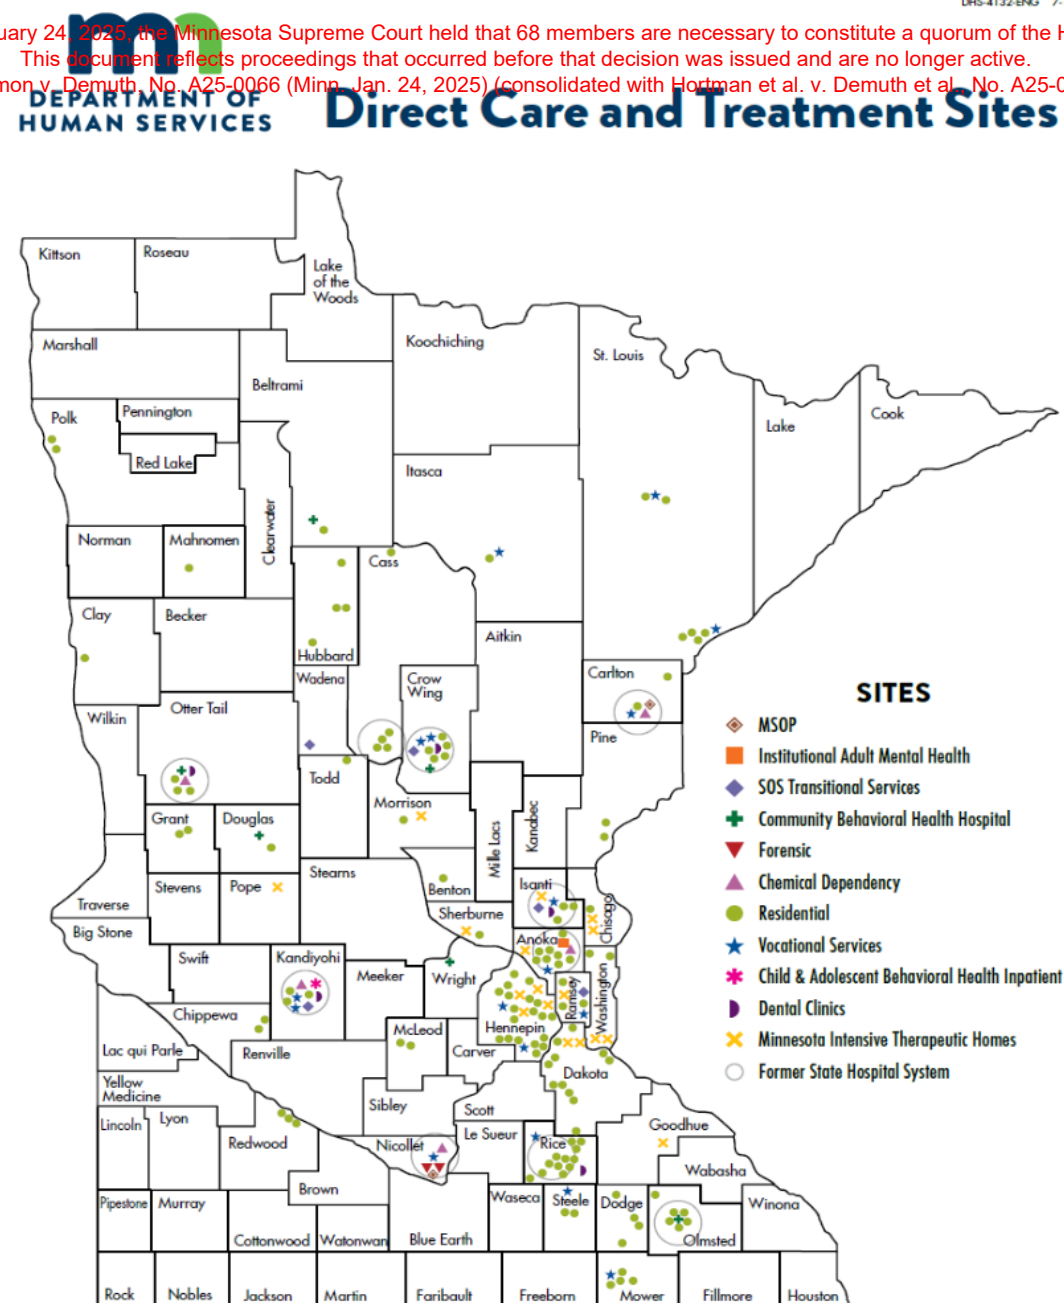 DHS-4132-ENG 7-
uary 24, 2025, the Minnesota Supreme Court held that 68 members are necessary to constitute a quorum of the H
This document reflects proceedings that occurred before that decision was issued and are no longer active.
mon v. Demuth, No. A25-0066 (Minn. Jan. 24, 2025) (consolidated with Hortman et al. v. Demuth et al., No. A25-0
DEPARTMENT OF
HUMAN SERVICES
Direct Care and Treatment Sites
Kittson
Roseau
Lake
of the
Woods
Marshall
Koochiching
St. Louis
Beltrami
Polk
Pennington
Red Lake
Lake
Cook
Itasca
Clearwater
Norman
Mahnomen
Cass
Clay
Becker
Hubbard
Aitkin
Wadena
Crow
Wing
Carlton
Otter Tail
Wilkin
Pine
Todd
Morrison
Mille Lacs
Kanabec
Grant
Douglas
Stearns
Stevens
Pope
Benton
Isanti
Chisago
Traverse
Sherburne
Big Stone
Anoka
Swift
Kandiyohi
Meeker
Wright
Ramsey
Washington
Chippewa
McLeod
Hennepin
Lac qui Parle
Renville
Carver
Dakota
Yellow
Medicine
Sibley
Scott
Lincoln
Lyon
Redwood
Nicollet
Le Sueur
Rice
Goodhue
Wabasha
Brown
Pipestone
Murray
Cottonwood
Watonwan
Blue Earth
Waseca
Steele
Dodge
Olmsted
Winona
Rock
Nobles
Jackson
Martin
Faribault
Freeborn
Mower
Fillmore
Houston
SITES
MSOP
Institutional Adult Mental Health
SOS Transitional Services
Community Behavioral Health Hospital
Forensic
Chemical Dependency
Residential
Vocational Services
Child & Adolescent Behavioral Health Inpatient
Dental Clinics
Minnesota Intensive Therapeutic Homes
Former State Hospital System